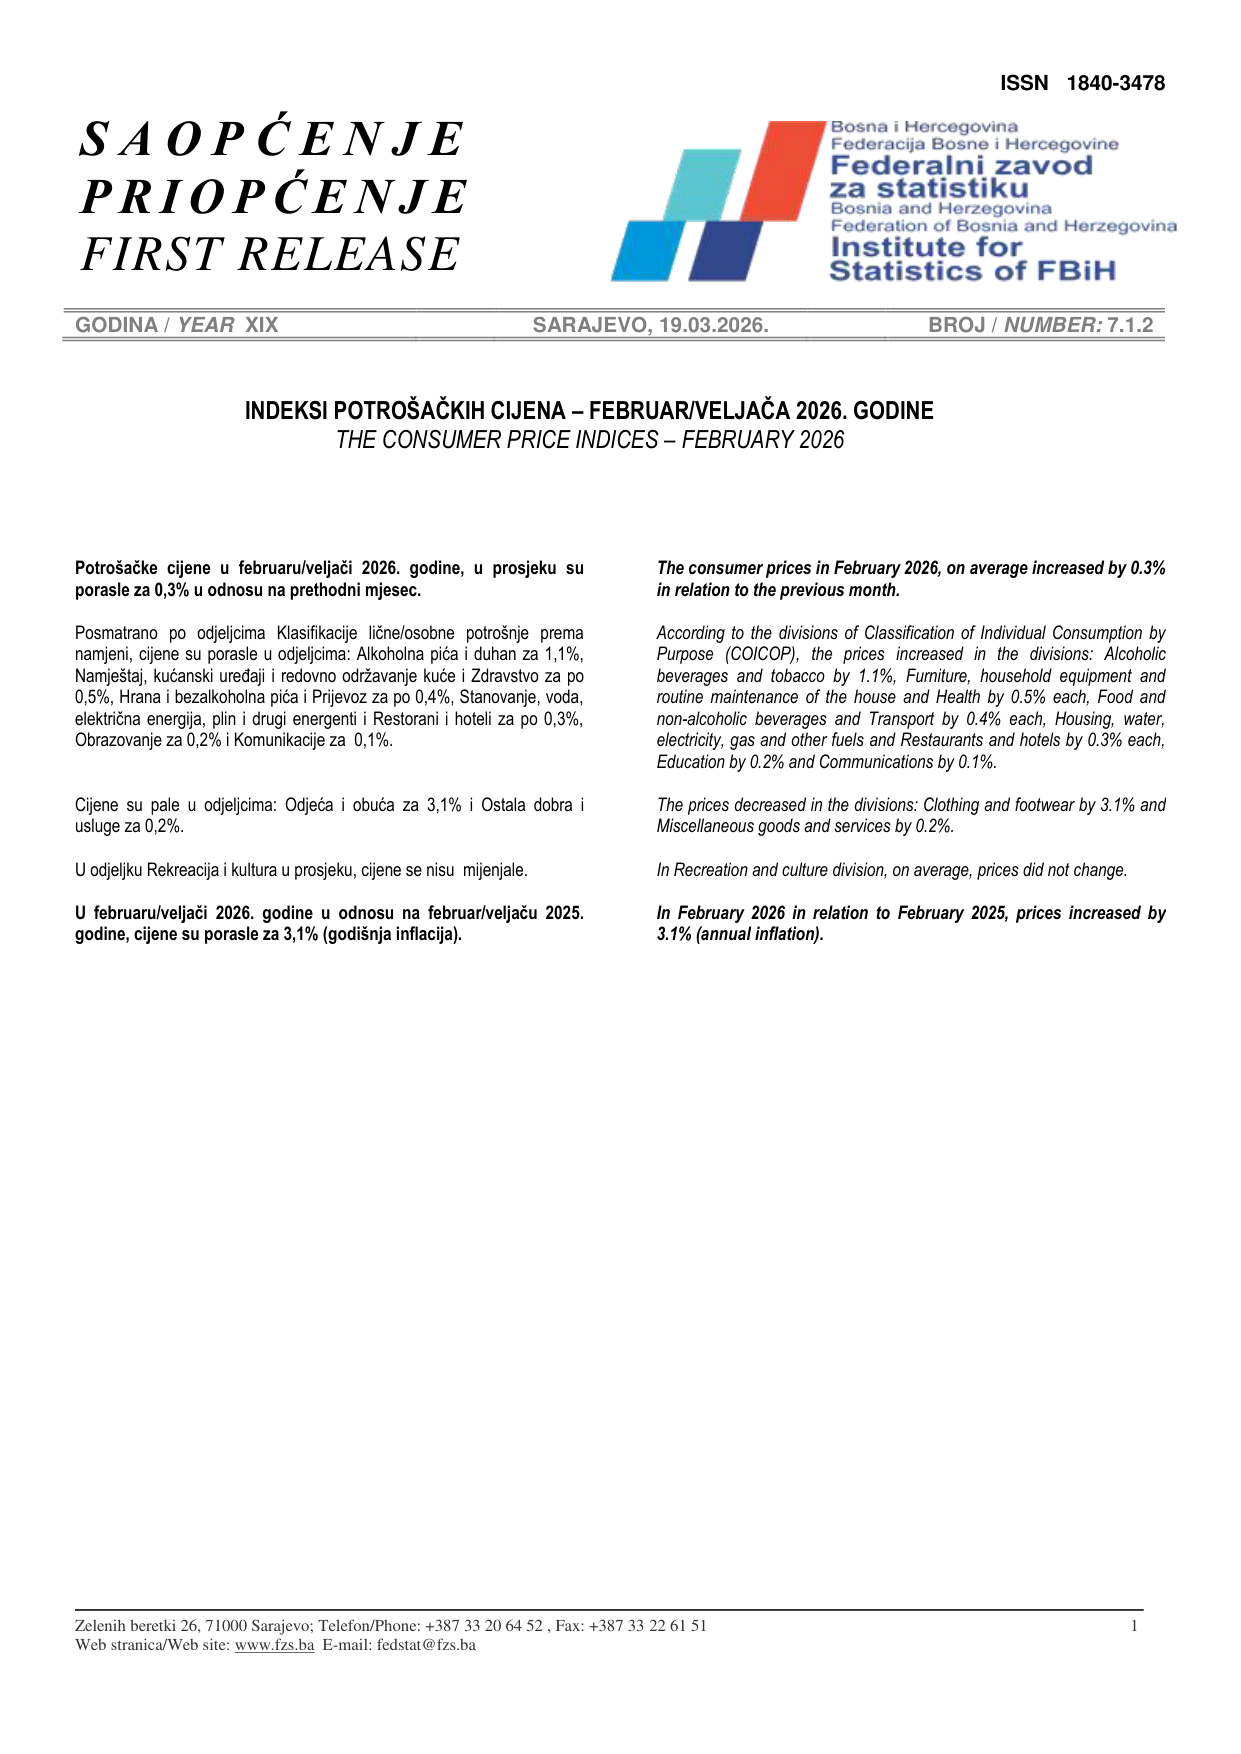 ISSN 1840-3478
SAOPĆENJE
PRIOPĆENJE
FIRST RELEASE
Bosna i Hercegovina
Federacija Bosne i Hercegovine
Federalni zavod
za statistiku
Bosnia and Herzegovina
Federation of Bosnia and Herzegovina
Institute for
Statistics of FBiH
GODINA / YEAR XIX SARAJEVO, 19.03.2026. BROJ / NUMBER: 7.1.2
INDEKSI POTROŠAČKIH CIJENA – FEBRUAR/VELJAČA 2026. GODINE
THE CONSUMER PRICE INDICES – FEBRUARY 2026
Potrošačke cijene u februaru/veljači 2026. godine, u prosjeku su
porasle za 0,3% u odnosu na prethodni mjesec.
Posmatrano po odjeljcima Klasifikacije lične/osobne potrošnje prema
namjeni, cijene su porasle u odjeljcima: Alkoholna pića i duhan za 1,1%,
Namještaj, kućanski uređaji i redovno održavanje kuće i Zdravstvo za po
0,5%, Hrana i bezalkoholna pića i Prijevoz za po 0,4%, Stanovanje, voda,
električna energija, plin i drugi energenti i Restorani i hoteli za po 0,3%,
Obrazovanje za 0,2% i Komunikacije za 0,1%.
Cijene su pale u odjeljcima: Odjeća i obuća za 3,1% i Ostala dobra i
usluge za 0,2%.
U odjeljku Rekreacija i kultura u prosjeku, cijene se nisu mijenjale.
U februaru/veljači 2026. godine u odnosu na februar/veljaču 2025.
godine, cijene su porasle za 3,1% (godišnja inflacija).
The consumer prices in February 2026, on average increased by 0.3%
in relation to the previous month.
According to the divisions of Classification of Individual Consumption by
Purpose (COICOP), the prices increased in the divisions: Alcoholic
beverages and tobacco by 1.1%, Furniture, household equipment and
routine maintenance of the house and Health by 0.5% each, Food and
non-alcoholic beverages and Transport by 0.4% each, Housing, water,
electricity, gas and other fuels and Restaurants and hotels by 0.3% each,
Education by 0.2% and Communications by 0.1%.
The prices decreased in the divisions: Clothing and footwear by 3.1% and
Miscellaneous goods and services by 0.2%.
In Recreation and culture division, on average, prices did not change.
In February 2026 in relation to February 2025, prices increased by
3.1% (annual inflation).
Zelenih beretki 26, 71000 Sarajevo; Telefon/Phone: +387 33 20 64 52 , Fax: +387 33 22 61 51 1
Web stranica/Web site: www.fzs.ba E-mail: fedstat@fzs.ba